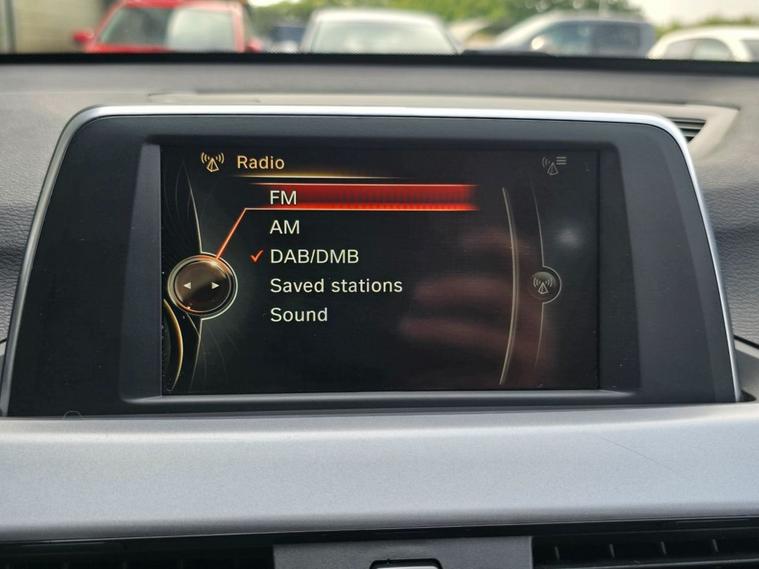 Radio
FM
AM
DAB/DMB
Saved stations
Sound